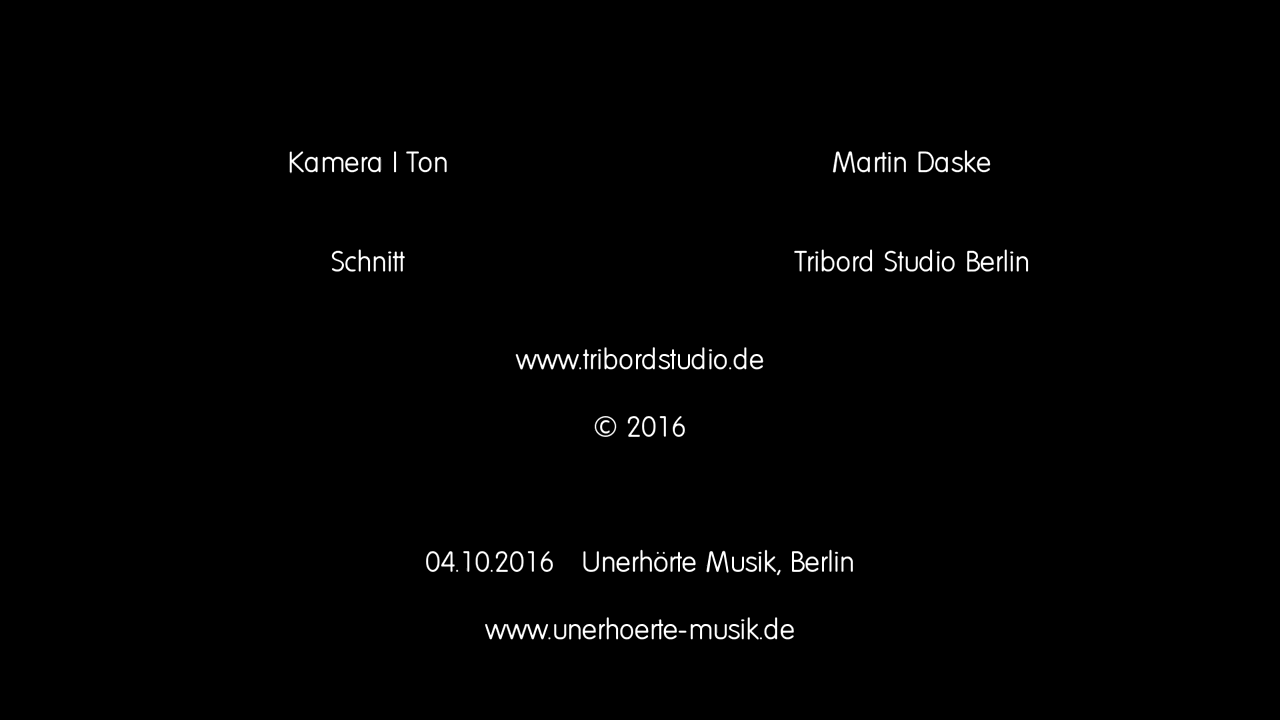 Kamera I Ton Martin Daske
Schnitt Tribord Studio Berlin
www.tribordstudio.de
© 2016
04.10.2016 Unerhörte Musik, Berlin
www.unerhoerte-musik.de